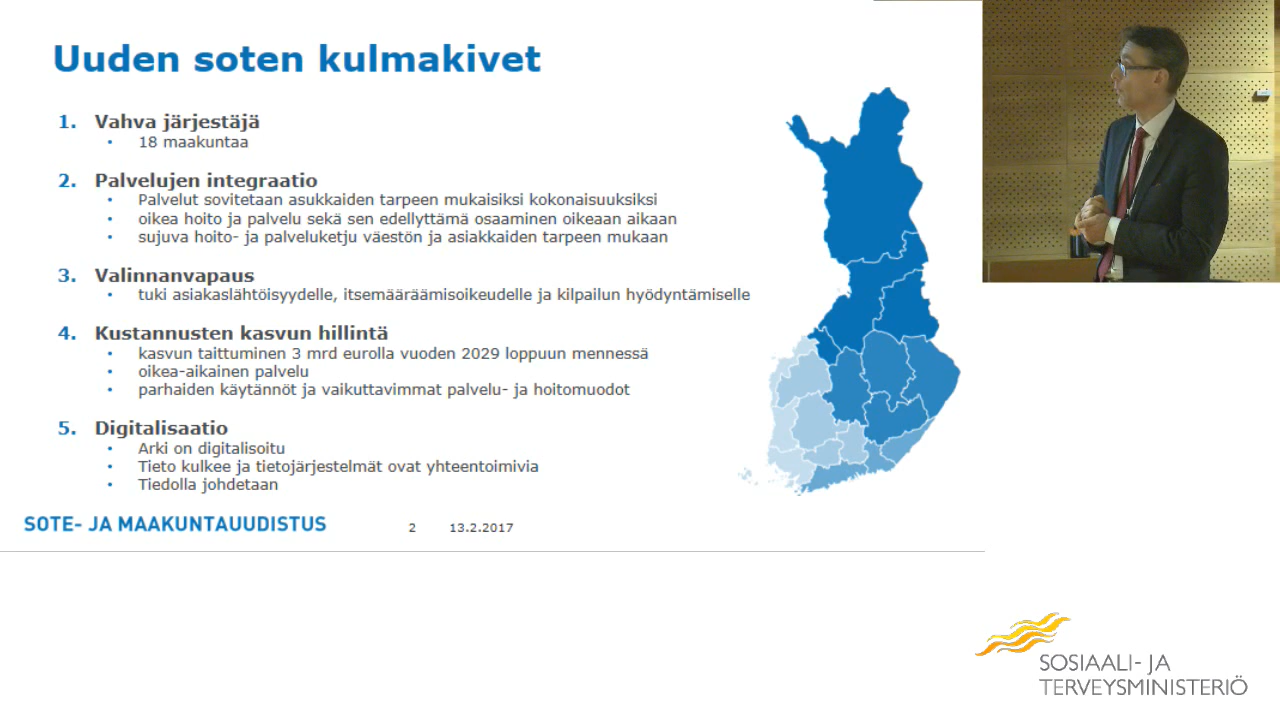 Uuden soten kulmakivet
1. Vahva järjestäjä
• 18 maakuntaa
2. Palvelujen integraatio
• Palvelut sovitetaan asukkaiden tarpeen mukaisiksi kokonaisuuksiksi
• oikea hoito ja palvelu sekä sen edellyttämä osaaminen oikeaan aikaan
• sujuva hoito- ja palveluketju väestön ja asiakkaiden tarpeen mukaan
3. Valinnanvapaus
• tuki asiakaslähtöisyydelle, itsemääräämisoikeudelle ja kilpailun hyödyntämiselle
4. Kustannusten kasvun hillintä
• kasvun taittuminen 3 mrd eurolla vuoden 2029 loppuun mennessä
• oikea-aikainen palvelu
• parhaiden käytännöt ja vaikuttavimmat palvelu- ja hoitomuodot
5. Digitalisaatio
• Arki on digitalisoitu
• Tieto kulkee ja tietojärjestelmät ovat yhteentoimivia
• Tiedolla johdetaan
SOTE- JA MAAKUNTAUUDISTUS 2 13.2.2017
SOSIAALI- JA
TERVEYSMINISTERIÖ